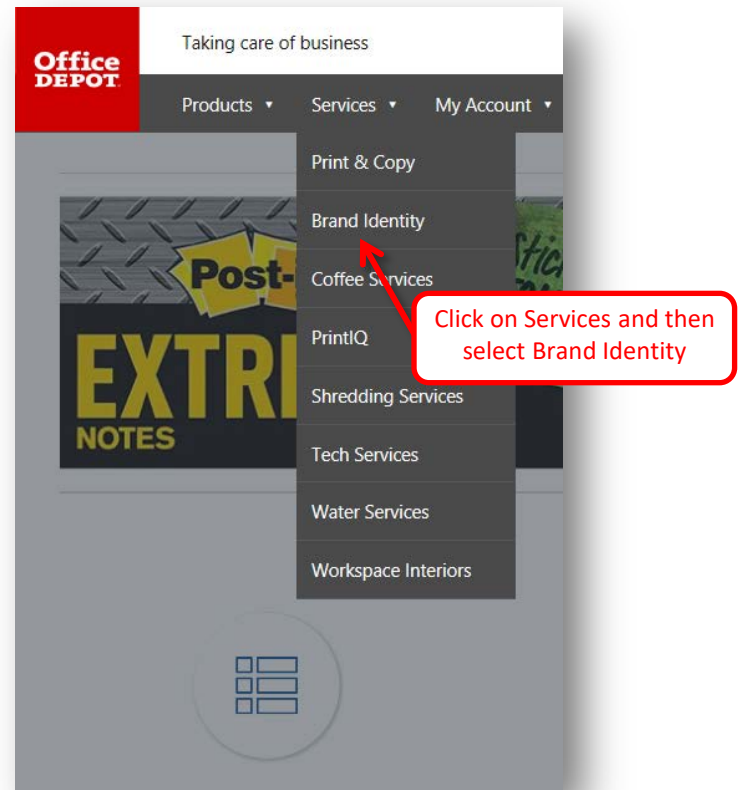 Office
DEPOT
Taking care of business
Products ▾ Services ▾ My Account ▾
Print & Copy
Brand Identity
Coffee Services
PrintIQ
Shredding Services
Tech Services
Water Services
Workspace Interiors
Click on Services and then
select Brand Identity
Post-
EXTRE
NOTES